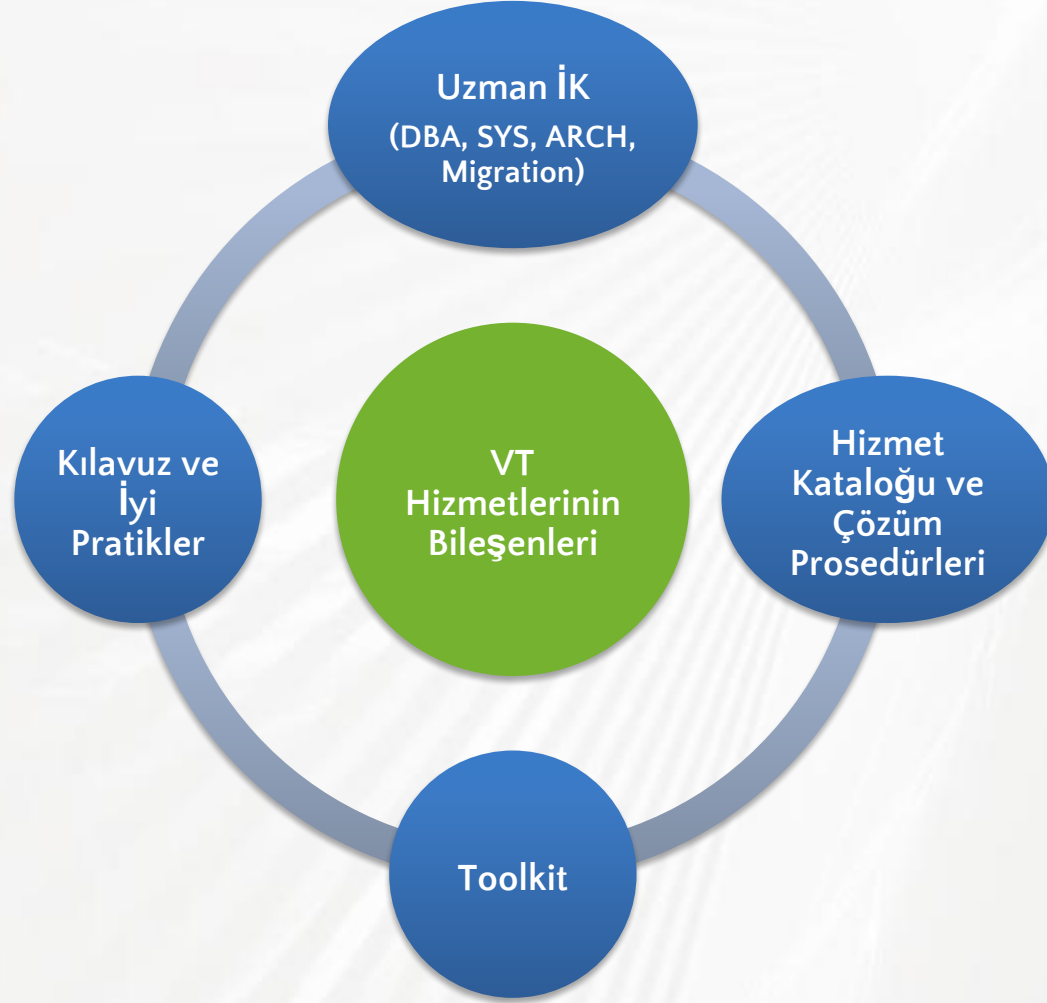 Uzman İK
(DBA, SYS, ARCH,
Migration)
Kılavuz ve
İyi
Pratikler
VT
Hizmetlerinin
Bileşenleri
Hizmet
Kataloğu ve
Çözüm
Prosedürleri
Toolkit